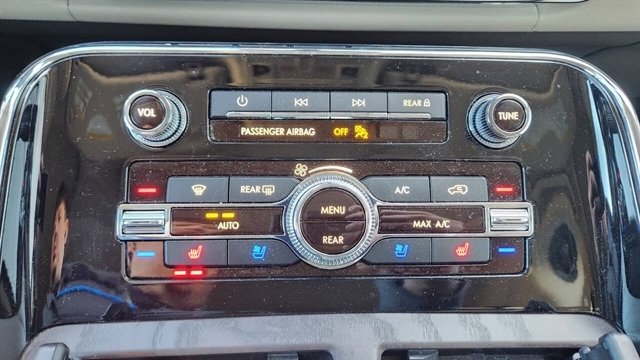 VOL
REAR
TUNE
PASSENGER AIRBAG OFF
REAR
A/C
MENU
AUTO
REAR
MAX A/C